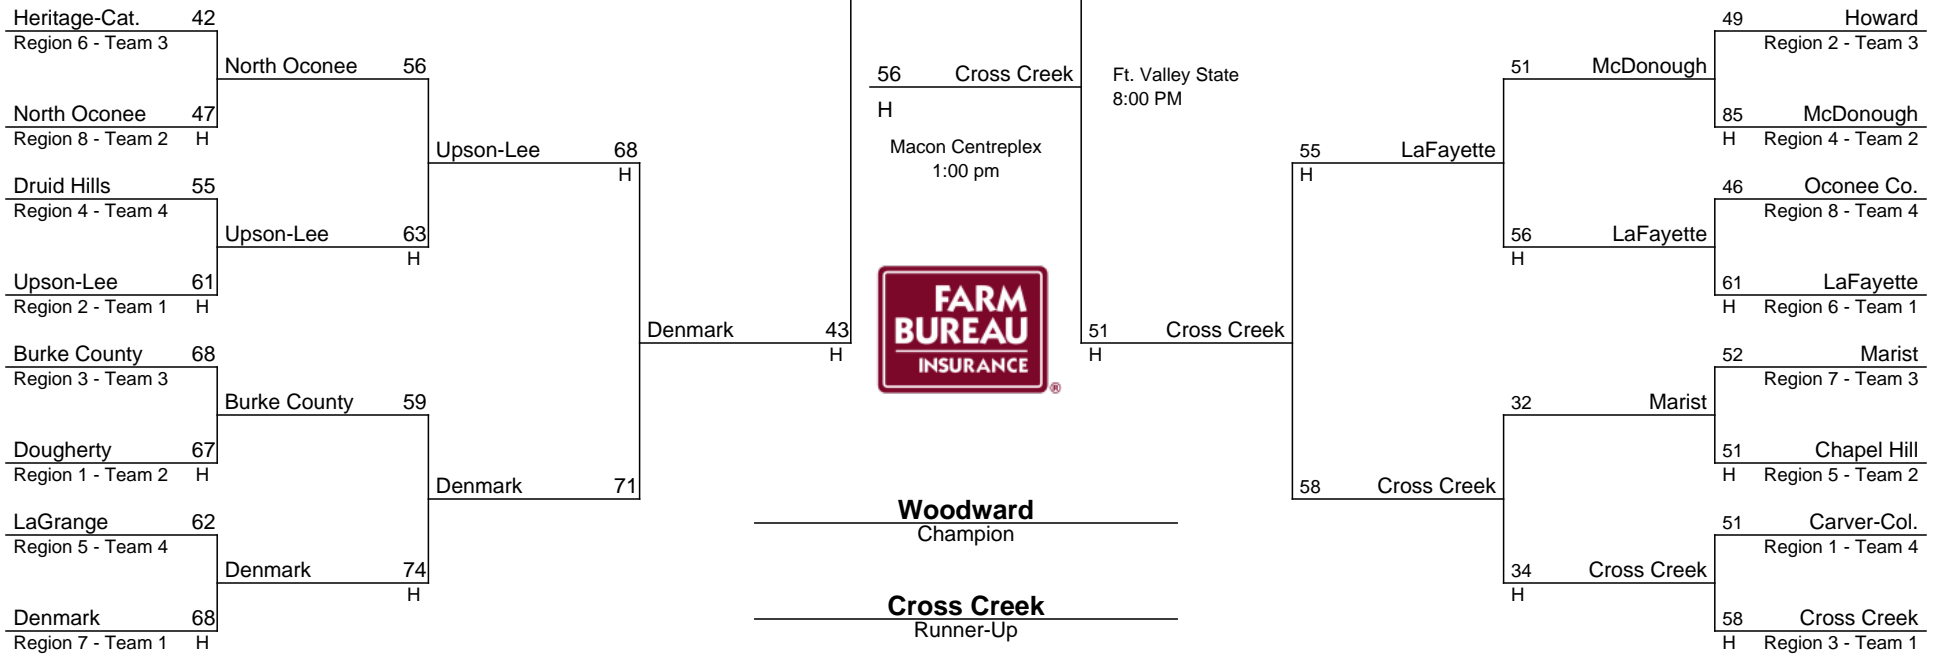 Heritage-Cat. 42
Region 6 - Team 3
North Oconee 56
North Oconee 47
Region 8 - Team 2 H
Upson-Lee 68
H
Druid Hills 55
Region 4 - Team 4
Upson-Lee 63
H
Upson-Lee 61
Region 2 - Team 1 H
Denmark 43
H
Burke County 68
Region 3 - Team 3
Burke County 59
Dougherty 67
Region 1 - Team 2 H
Denmark 71
LaGrange 62
Region 5 - Team 4
Denmark 74
H
Denmark 68
Region 7 - Team 1 H
56 Cross Creek
H
Macon Centreplex
1:00 pm
Ft. Valley State
8:00 PM
FARM
BUREAU
INSURANCE
®
Woodward
Champion
Cross Creek
Runner-Up
49 Howard
Region 2 - Team 3
51 McDonough
85 McDonough
H Region 4 - Team 2
55 LaFayette
H
46 Oconee Co.
Region 8 - Team 4
56 LaFayette
H
61 LaFayette
H Region 6 - Team 1
51 Cross Creek
H
52 Marist
Region 7 - Team 3
32 Marist
51 Chapel Hill
H Region 5 - Team 2
58 Cross Creek
51 Carver-Col.
Region 1 - Team 4
34 Cross Creek
H
58 Cross Creek
H Region 3 - Team 1